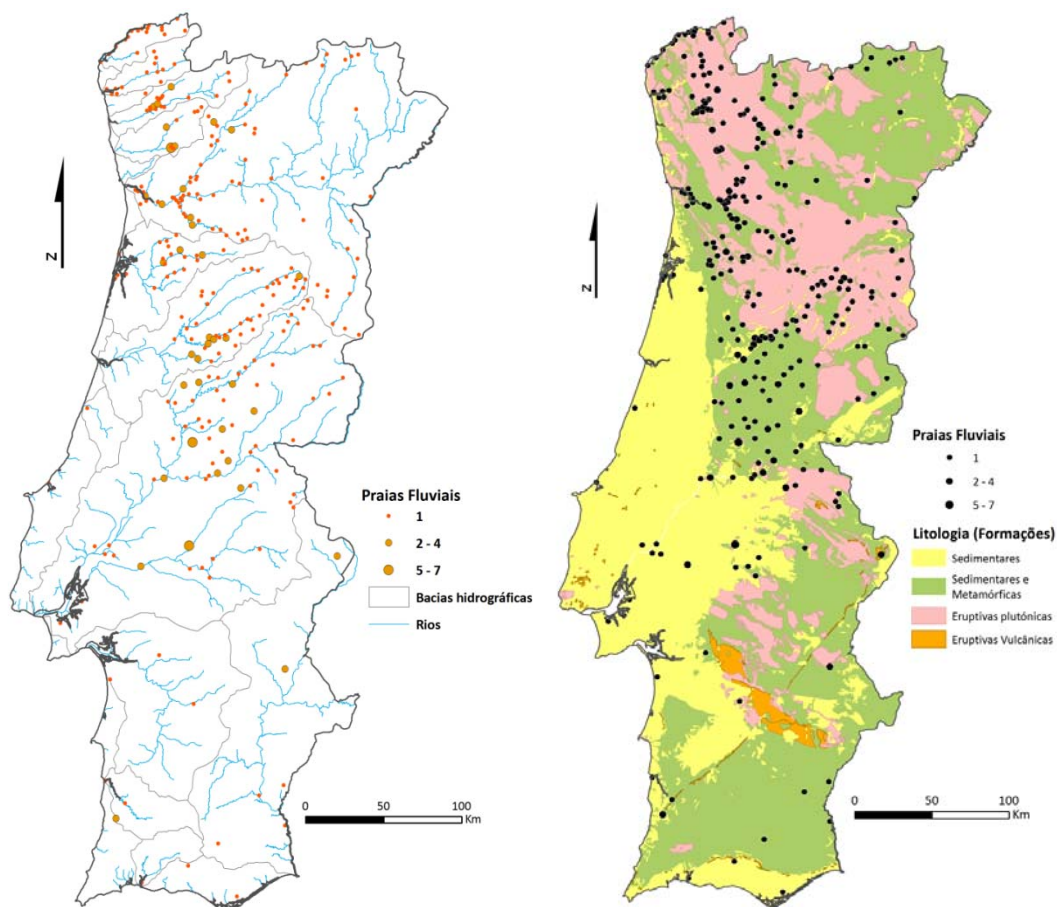 Z
Praias Fluviais
1
2 - 4
5 - 7
Bacias hidrográficas
Rios
0 50 100
Km
Z
Praias Fluviais
1
2 - 4
5 - 7
Litologia (Formações)
Sedimentares
Sedimentares e
Metamórficas
Eruptivas plutónicas
Eruptivas Vulcânicas
0 50 100
Km